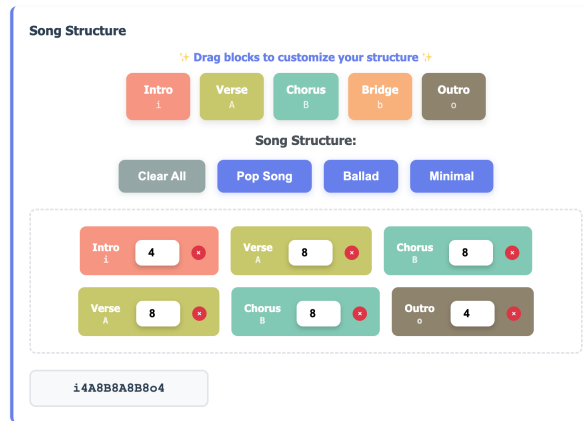 Song Structure
✨ Drag blocks to customize your structure ✨
Intro Verse Chorus Bridge Outro
i A B b o
Song Structure:
Clear All Pop Song Ballad Minimal
Intro 4 × Verse 8 × Chorus 8 ×
i A B
Verse 8 × Chorus 8 × Outro 4 ×
A B o
i4A8B8A8B8o4